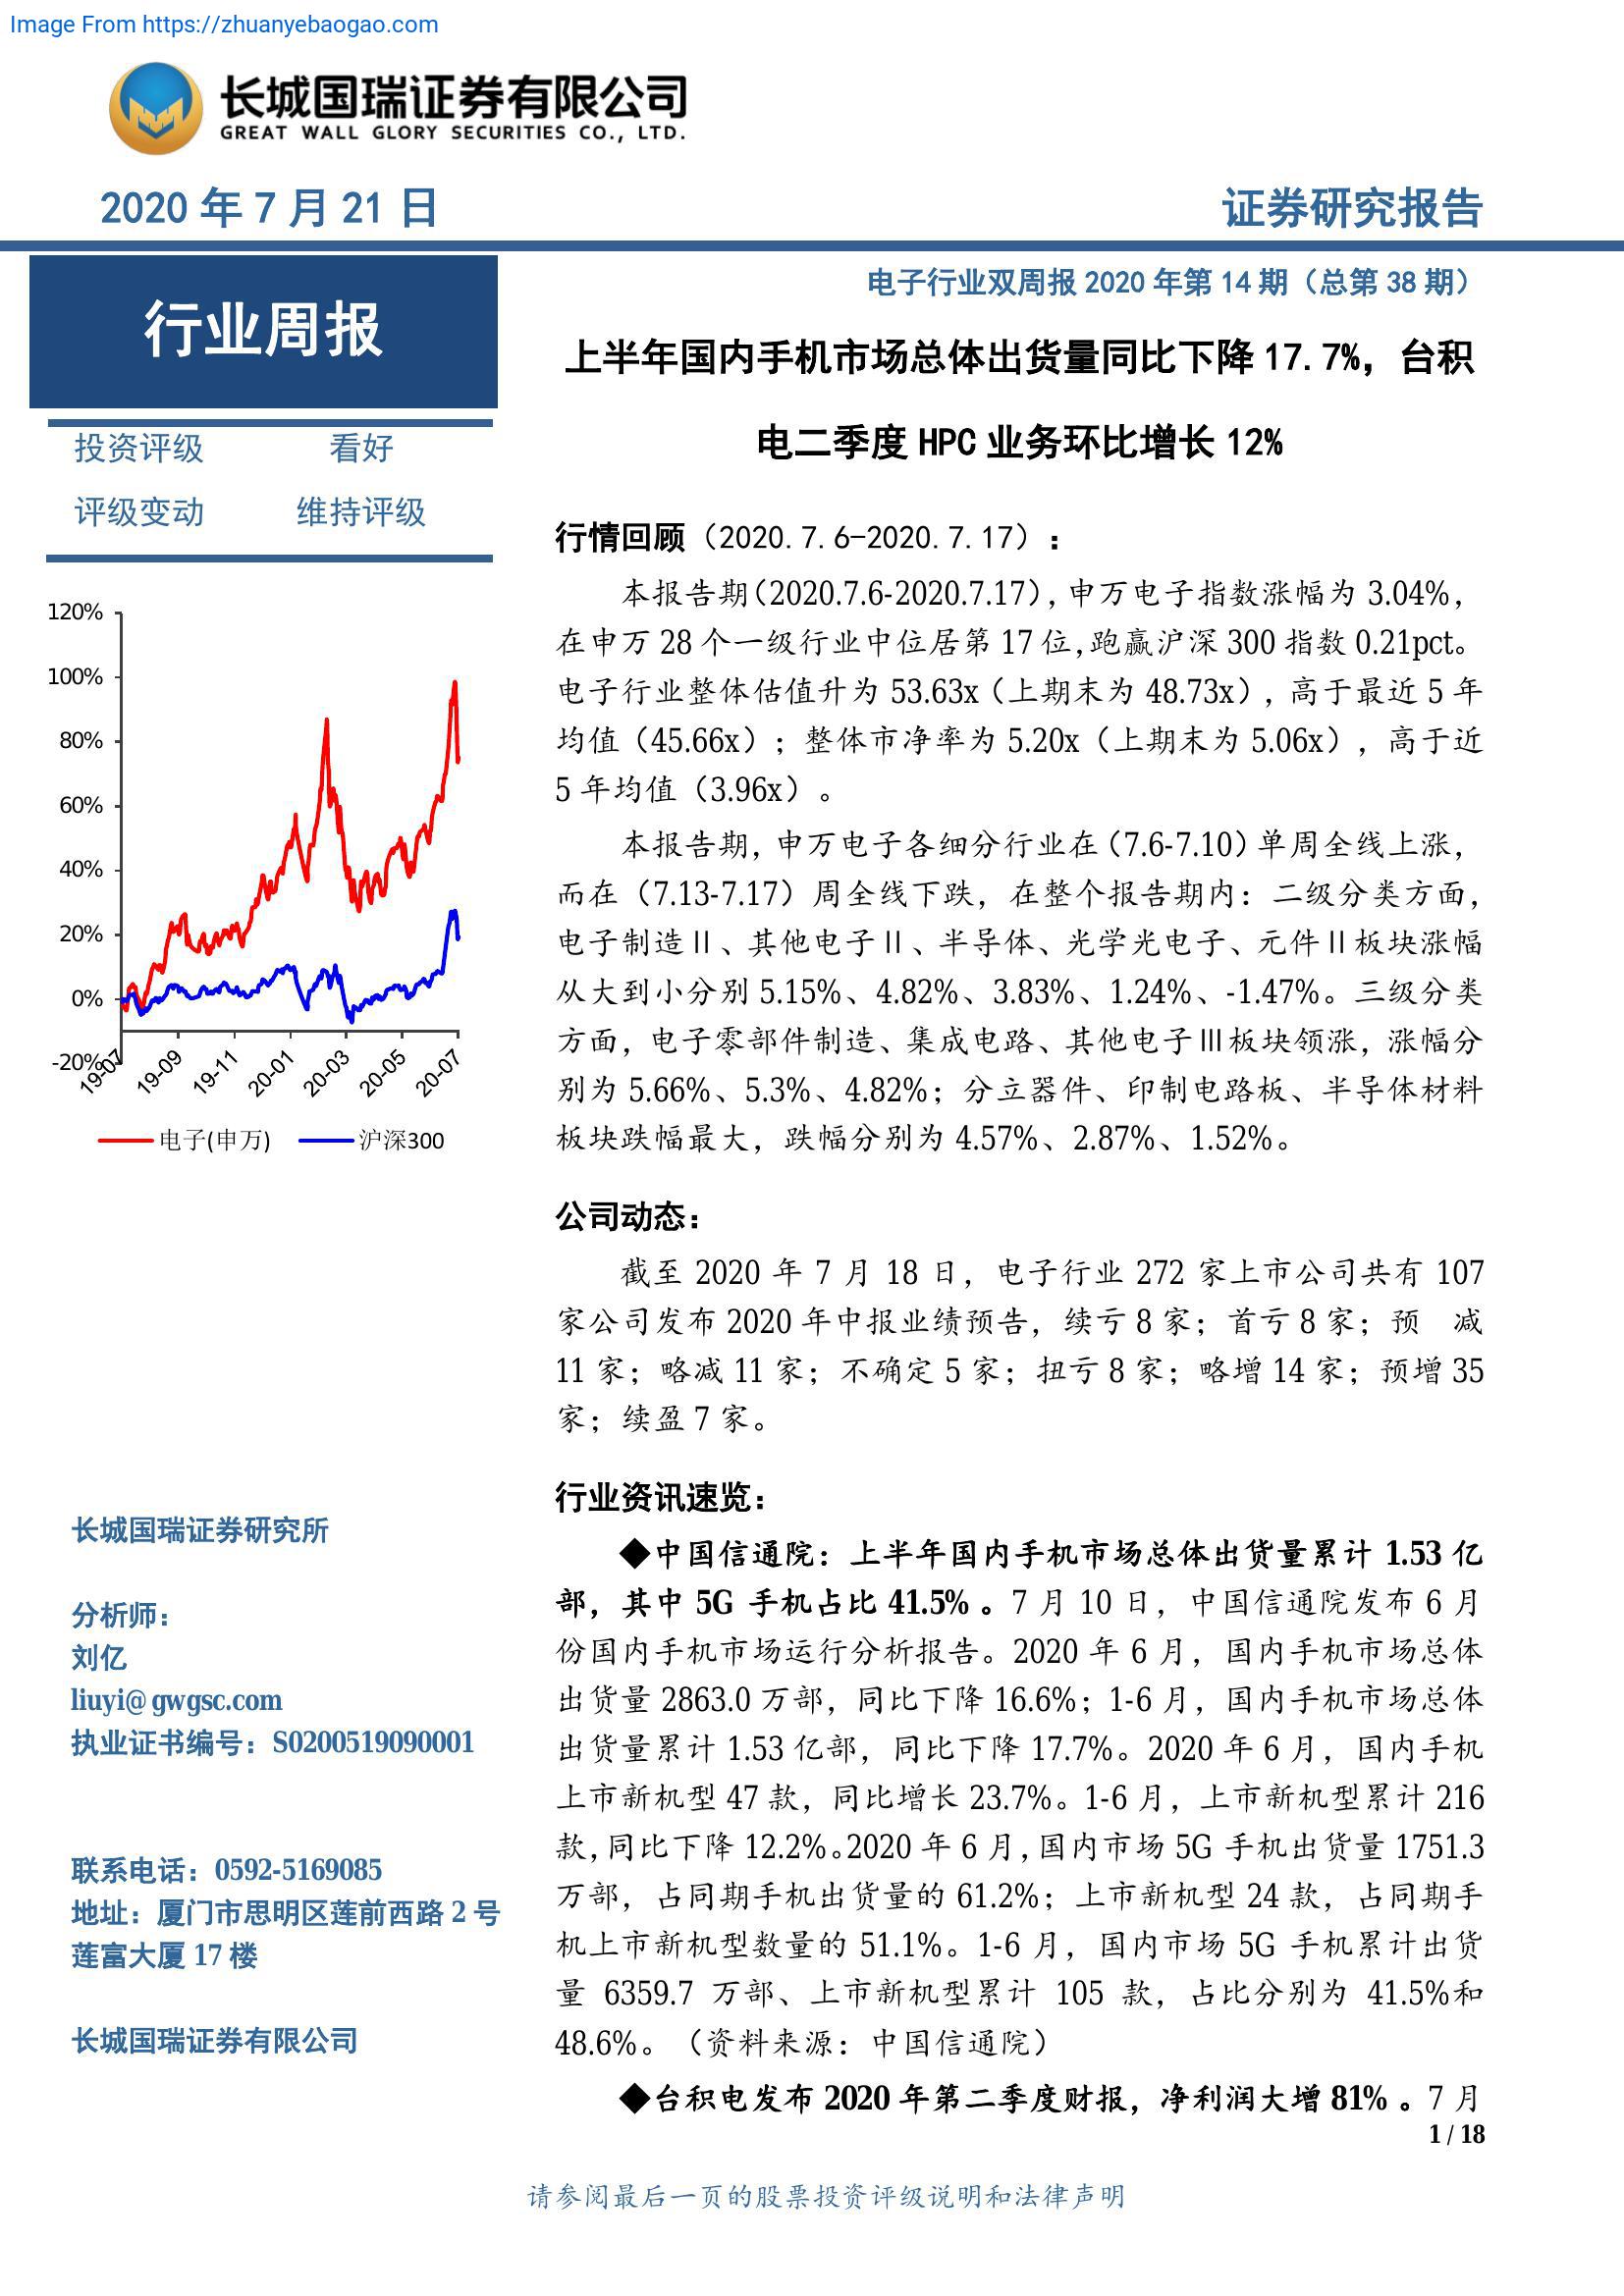 Image From https://zhuanyebaogao.com
长城国瑞证券有限公司
GREAT WALL GLORY SECURITIES CO., LTD.
2020 年 7 月 21 日
证券研究报告
行业周报
投资评级 看好
评级变动 维持评级
120%
100%
80%
60%
40%
20%
0%
-20%
19-07 19-09 19-11 20-01 20-03 20-05 20-07
电子(申万) 沪深300
长城国瑞证券研究所
分析师：
刘亿
liuyi@gwgsc.com
执业证书编号：S0200519090001
联系电话：0592-5169085
地址：厦门市思明区莲前西路 2 号
莲富大厦 17 楼
长城国瑞证券有限公司
电子行业双周报 2020 年第 14 期（总第 38 期）
上半年国内手机市场总体出货量同比下降 17.7%，台积
电二季度 HPC 业务环比增长 12%
行情回顾（2020.7.6-2020.7.17）：
本报告期（2020.7.6-2020.7.17），申万电子指数涨幅为 3.04%，
在申万 28 个一级行业中位居第 17 位，跑赢沪深 300 指数 0.21pct。
电子行业整体估值升为 53.63x（上期末为 48.73x），高于最近 5 年
均值（45.66x）；整体市净率为 5.20x（上期末为 5.06x），高于近
5 年均值（3.96x）。
本报告期，申万电子各细分行业在（7.6-7.10）单周全线上涨，
而在（7.13-7.17）周全线下跌，在整个报告期内：二级分类方面，
电子制造Ⅱ、其他电子Ⅱ、半导体、光学光电子、元件Ⅱ板块涨幅
从大到小分别 5.15%、4.82%、3.83%、1.24%、-1.47%。三级分类
方面，电子零部件制造、集成电路、其他电子Ⅲ板块领涨，涨幅分
别为 5.66%、5.3%、4.82%；分立器件、印制电路板、半导体材料
板块跌幅最大，跌幅分别为 4.57%、2.87%、1.52%。
公司动态：
截至 2020 年 7 月 18 日，电子行业 272 家上市公司共有 107
家公司发布 2020 年中报业绩预告，续亏 8 家；首亏 8 家；预 减
11 家；略减 11 家；不确定 5 家；扭亏 8 家；略增 14 家；预增 35
家；续盈 7 家。
行业资讯速览：
◆中国信通院：上半年国内手机市场总体出货量累计 1.53 亿
部，其中 5G 手机占比 41.5% 。7 月 10 日，中国信通院发布 6 月
份国内手机市场运行分析报告。2020 年 6 月，国内手机市场总体
出货量 2863.0 万部，同比下降 16.6%；1-6 月，国内手机市场总体
出货量累计 1.53 亿部，同比下降 17.7%。2020 年 6 月，国内手机
上市新机型 47 款，同比增长 23.7%。1-6 月，上市新机型累计 216
款，同比下降 12.2%。2020 年 6 月，国内市场 5G 手机出货量 1751.3
万部，占同期手机出货量的 61.2%；上市新机型 24 款，占同期手
机上市新机型数量的 51.1%。1-6 月，国内市场 5G 手机累计出货
量 6359.7 万部、上市新机型累计 105 款，占比分别为 41.5%和
48.6%。（资料来源：中国信通院）
◆台积电发布 2020 年第二季度财报，净利润大增 81% 。7 月
1 / 18
请参阅最后一页的股票投资评级说明和法律声明